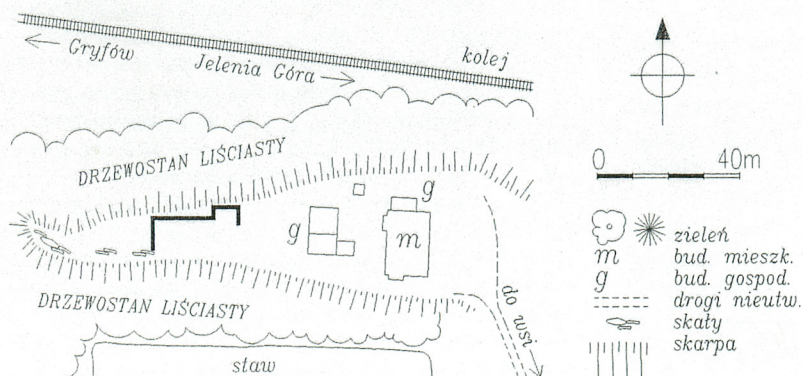 Gryfów
Jelenia Góra
kolej
DRZEWOSTAN LIŚCIASTY
g
g
m
DRZEWOSTAN LIŚCIASTY
do wsi
staw
0 40m
zieleń
m bud. mieszk.
g bud. gospod.
drogi nieutw.
skały
skarpa